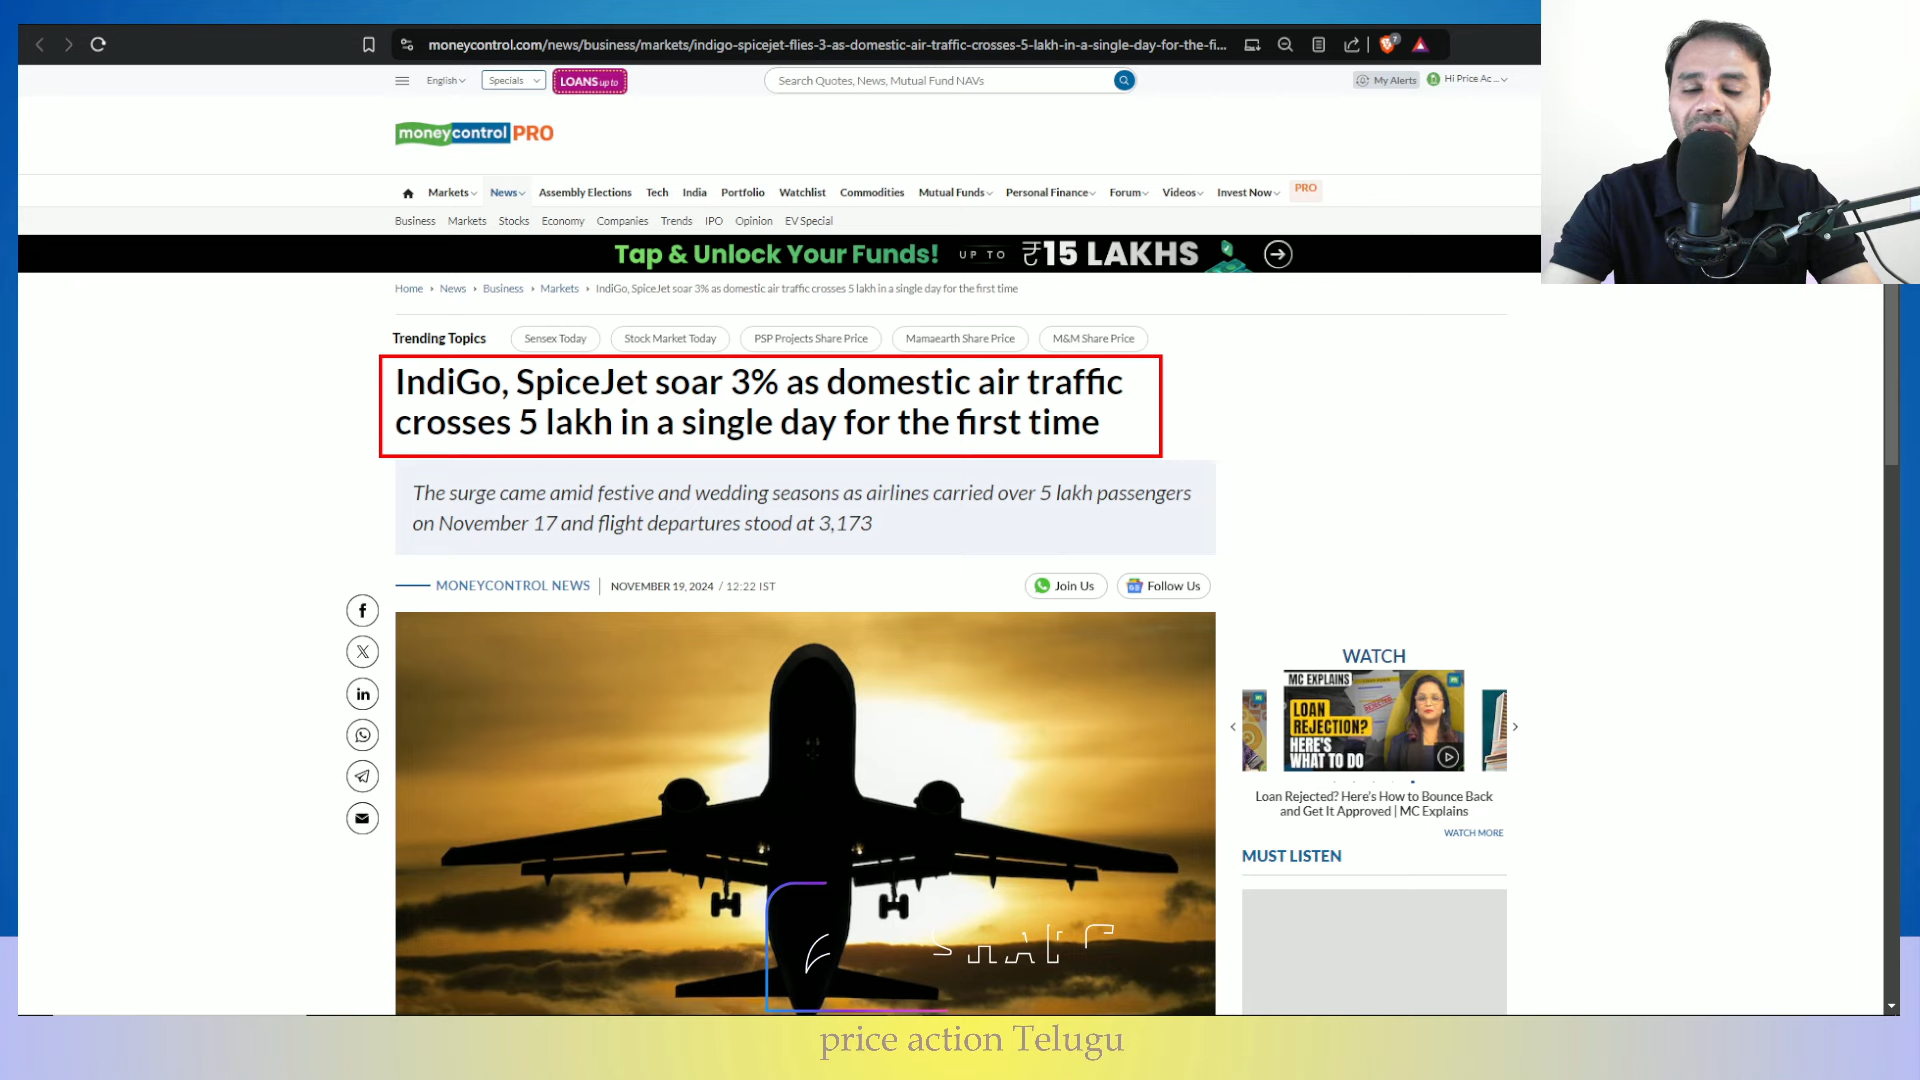 moneycontrol.com/news/business/markets/indigo-spicejet-flies-3-as-domestic-air-traffic-crosses-5-lakh-in-a-single-day-for-the-fi...
7
English
Specials
LOANS up to
Search Quotes, News, Mutual Fund NAVs
My Alerts
Hi Price Ac...
moneycontrol PRO
Markets News Assembly Elections Tech India Portfolio Watchlist Commodities Mutual Funds Personal Finance Forum Videos Invest Now PRO
Business Markets Stocks Economy Companies Trends IPO Opinion EV Special
Tap & Unlock Your Funds! UP TO ₹15 LAKHS
Home News Business Markets IndiGo, SpiceJet soar 3% as domestic air traffic crosses 5 lakh in a single day for the first time
Trending Topics Sensex Today Stock Market Today PSP Projects Share Price Mamaearth Share Price M&M Share Price
IndiGo, SpiceJet soar 3% as domestic air traffic
crosses 5 lakh in a single day for the first time
The surge came amid festive and wedding seasons as airlines carried over 5 lakh passengers
on November 17 and flight departures stood at 3,173
MONEYCONTROL NEWS NOVEMBER 19, 2024 / 12:22 IST
Join Us
Follow Us
WATCH
MC EXPLAINS
LOAN
REJECTION?
HERE'S
WHAT TO DO
REJECTED
Loan Rejected? Here's How to Bounce Back
and Get It Approved | MC Explains
WATCH MORE
MUST LISTEN
price action Telugu